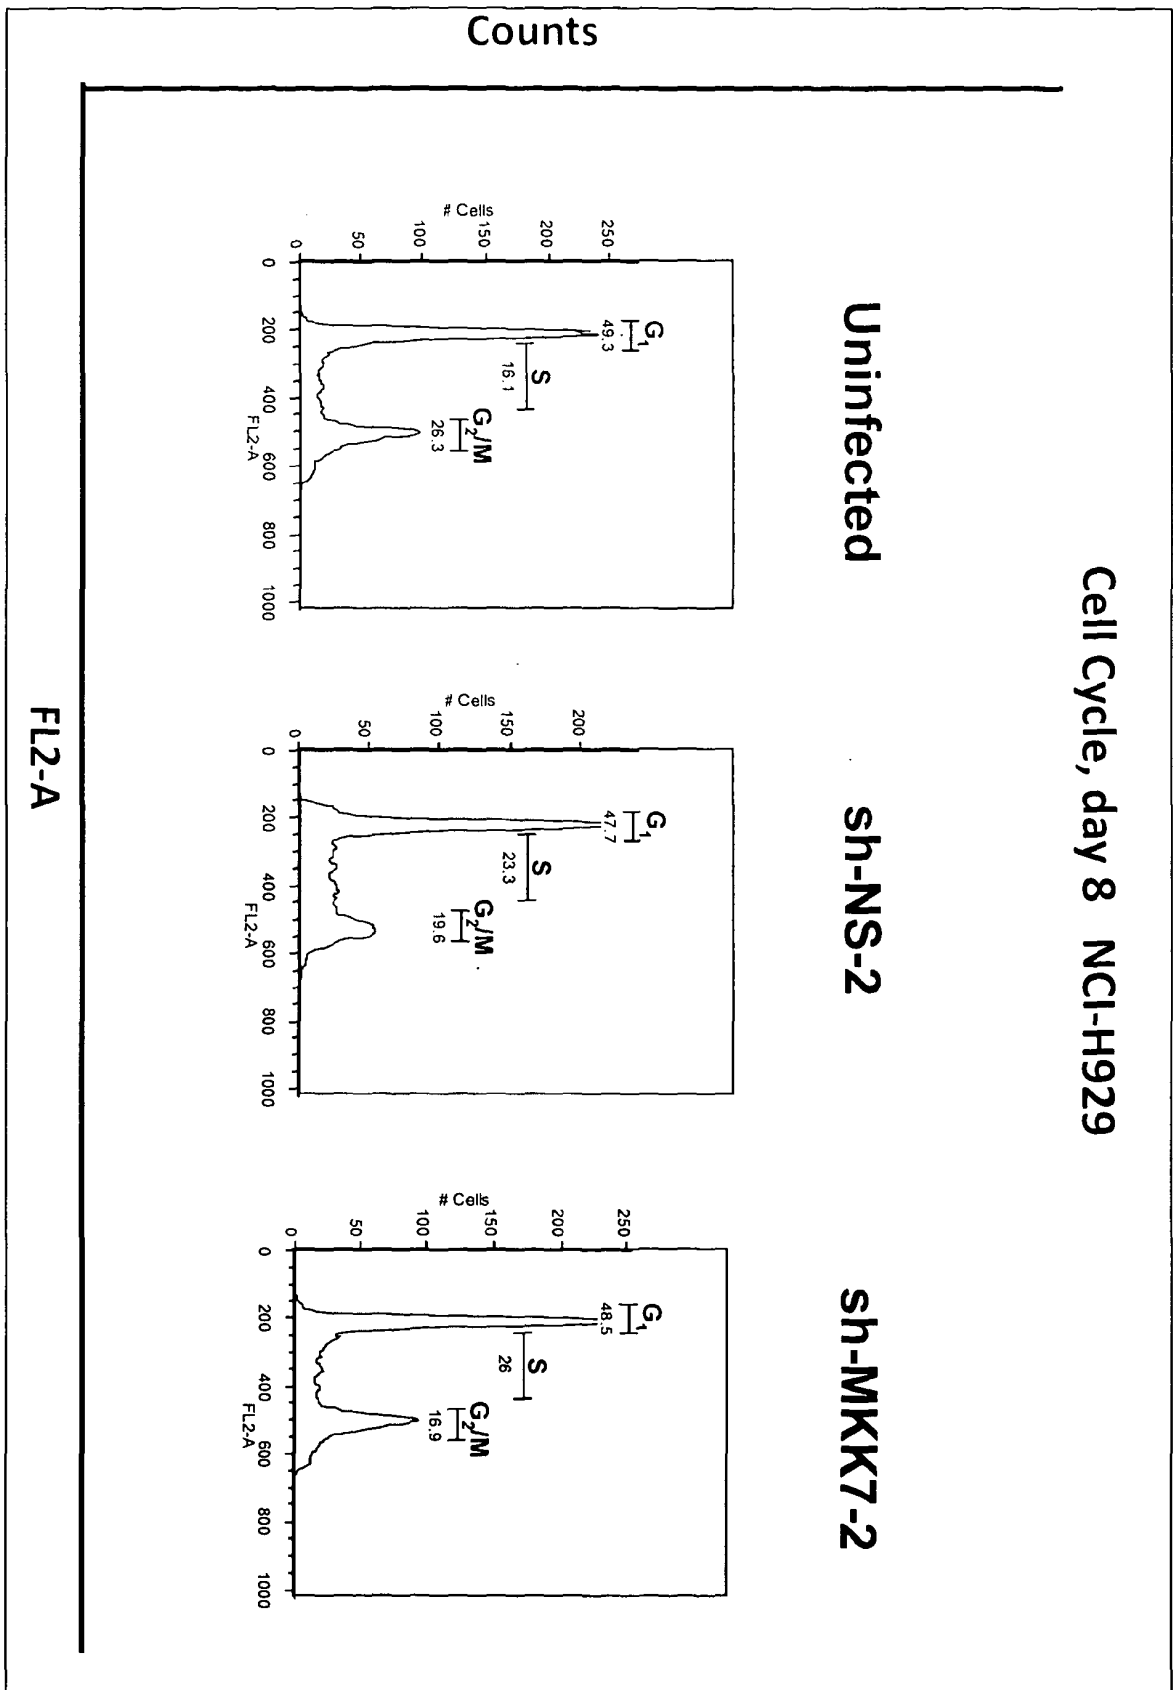 Cell Cycle, day 8 NCI-H929
Counts
Uninfected
# Cells
250
200
150
100
50
0
G1
49.3
S
16.1
G2/M
26.3
0 200 400 600 800 1000
FL2-A
sh-NS-2
# Cells
200
150
100
50
0
G1
47.7
S
23.3
G2/M
19.6
0 200 400 600 800 1000
FL2-A
sh-MKK7-2
# Cells
250
200
150
100
50
0
G1
48.5
S
26
G2/M
16.9
0 200 400 600 800 1000
FL2-A
FL2-A